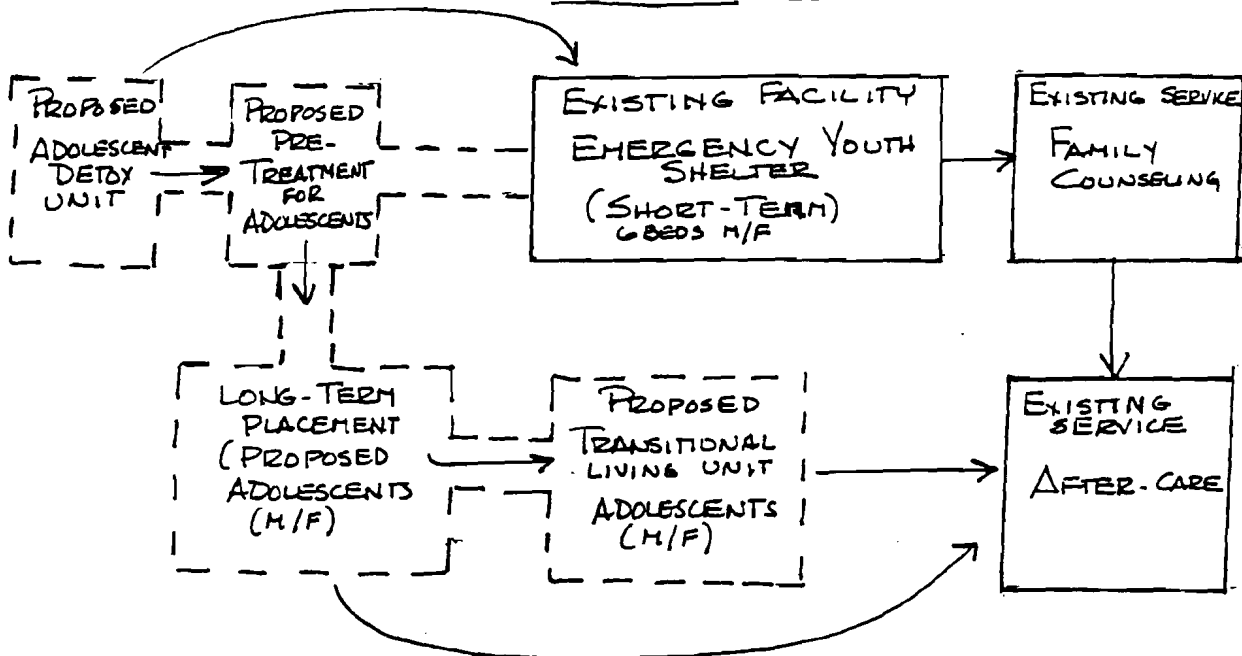 PROPOSED
ADOLESCENT
DETOX
UNIT
PROPOSED
PRE-
TREATMENT
FOR
ADOLESCENTS
EXISTING FACILITY
EMERGENCY YOUTH
SHELTER
(SHORT-TERM)
6 BEDS M/F
EXISTING SERVICE
FAMILY
COUNSELING
LONG-TERM
PLACEMENT
(PROPOSED
ADOLESCENTS
(M/F)
PROPOSED
TRANSITIONAL
LIVING UNIT
ADOLESCENTS
(M/F)
EXISTING
SERVICE
AFTER-CARE